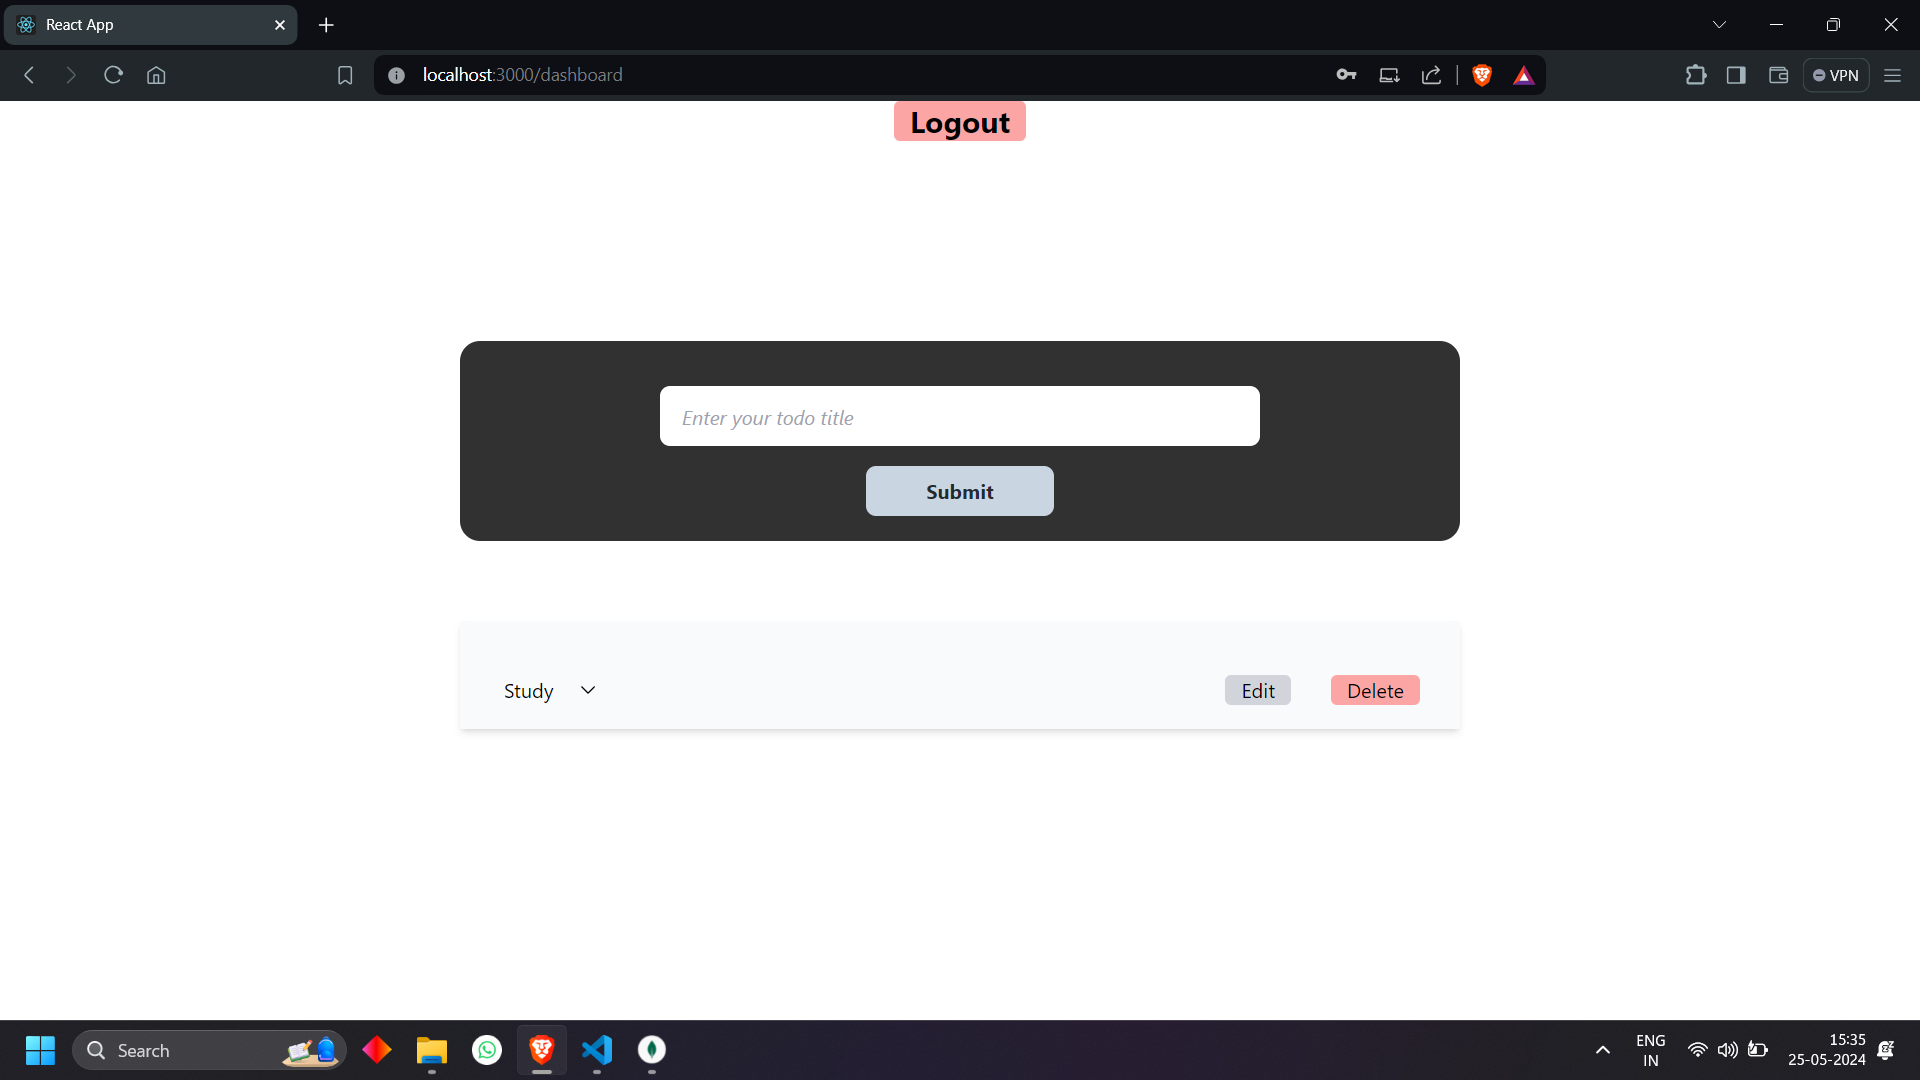 React App
localhost:3000/dashboard
VPN
Logout
Enter your todo title
Submit
Study
Edit
Delete
Search
ENG
IN
15:35
25-05-2024